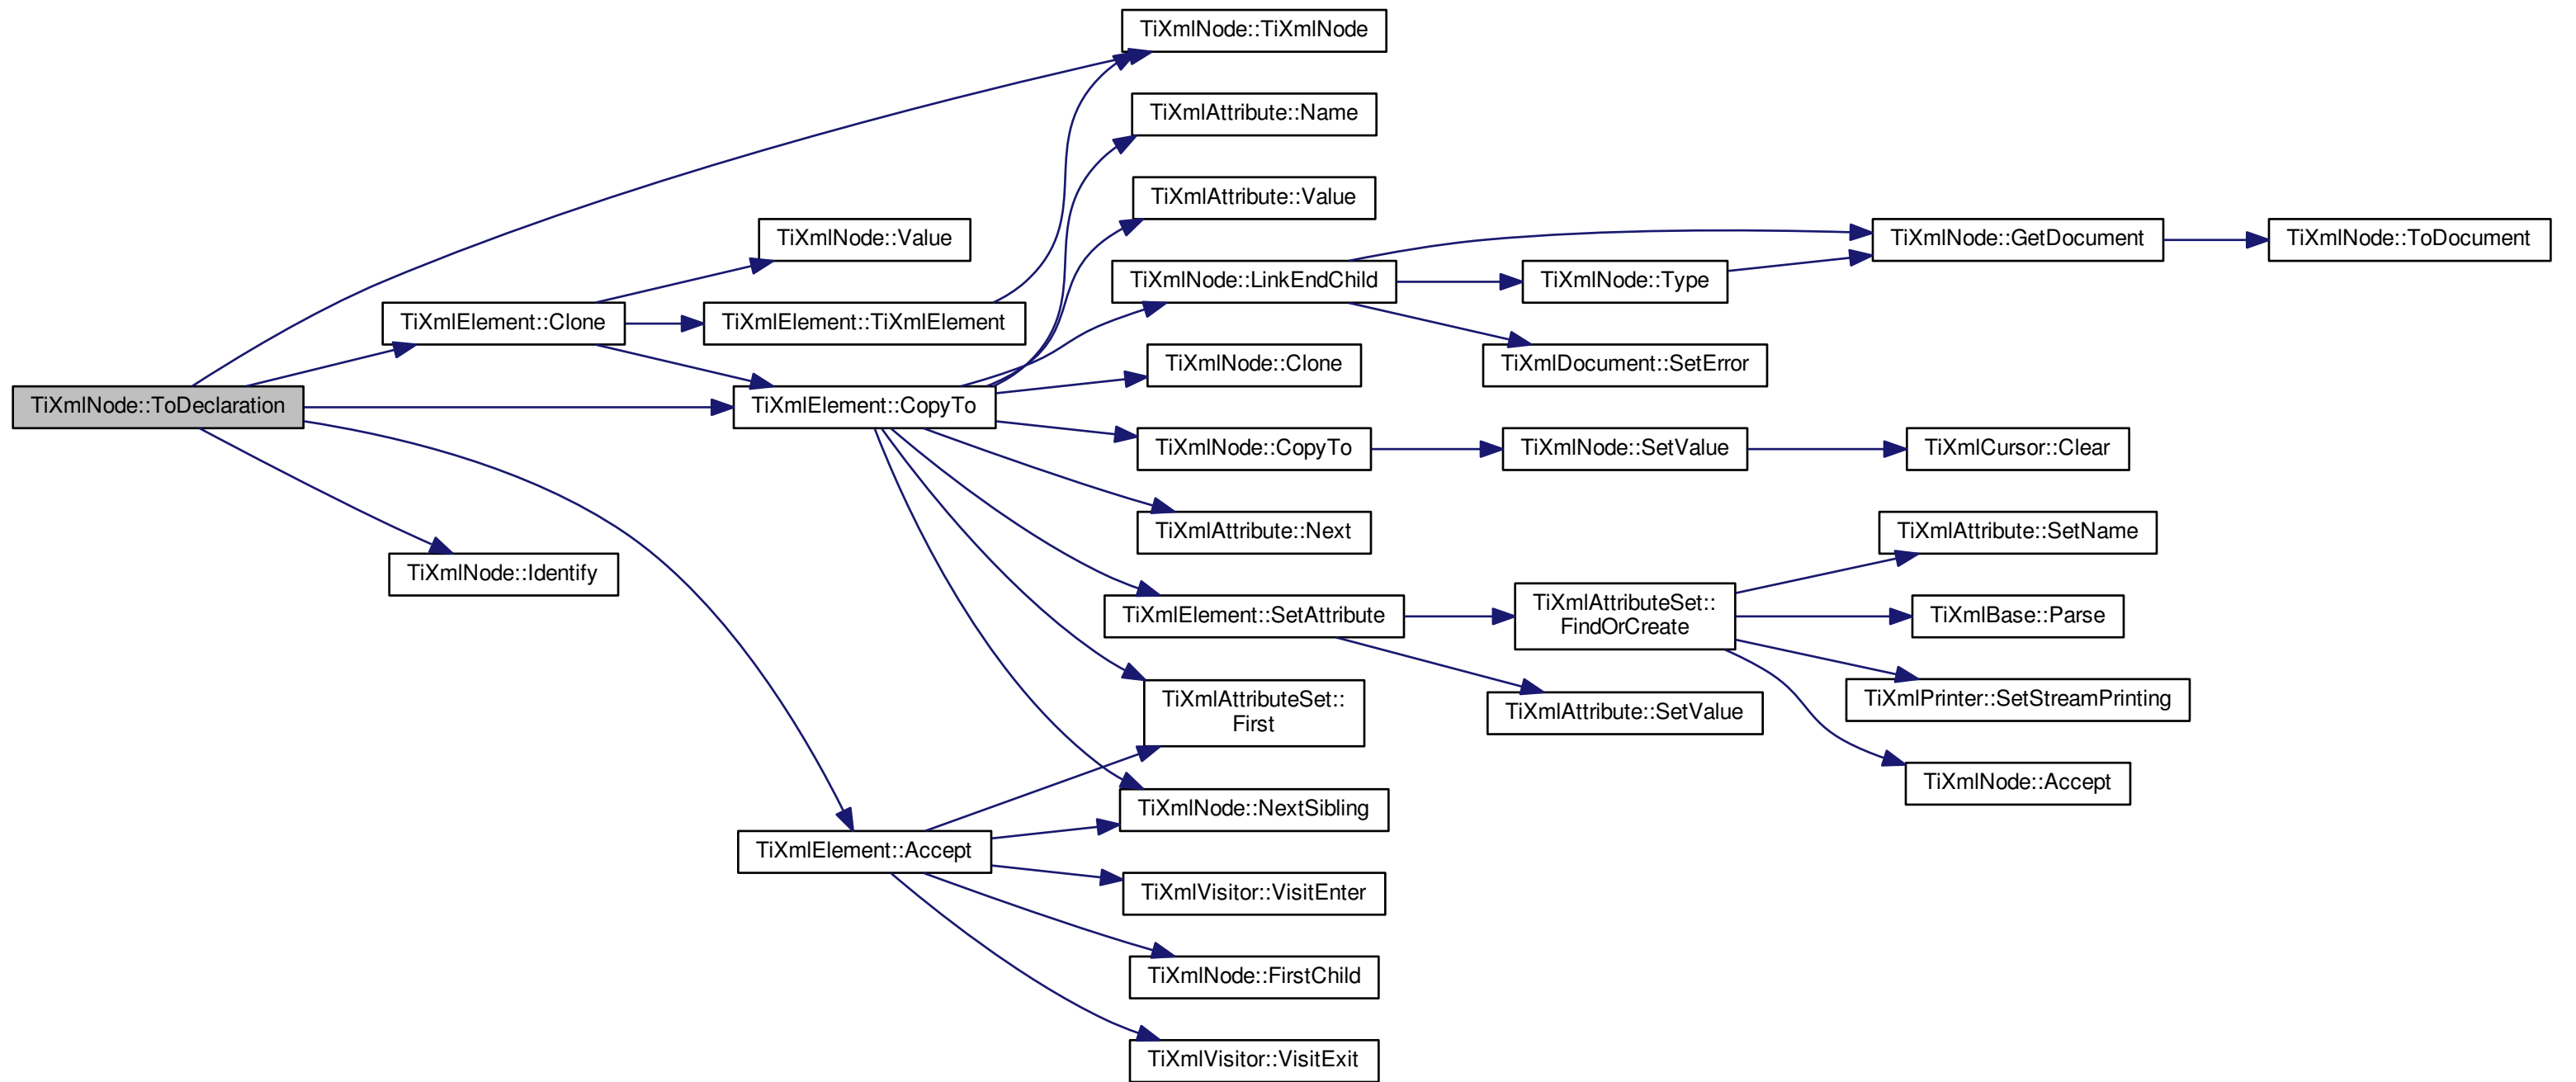 TiXmlNode::TiXmlNode
TiXmlAttribute::Name
TiXmlAttribute::Value
TiXmlNode::Value
TiXmlNode::GetDocument
TiXmlNode::ToDocument
TiXmlNode::LinkEndChild
TiXmlNode::Type
TiXmlElement::Clone
TiXmlElement::TiXmlElement
TiXmlNode::Clone
TiXmlDocument::SetError
TiXmlNode::ToDeclaration
TiXmlElement::CopyTo
TiXmlNode::CopyTo
TiXmlNode::SetValue
TiXmlCursor::Clear
TiXmlAttribute::Next
TiXmlAttribute::SetName
TiXmlNode::Identify
TiXmlElement::SetAttribute
TiXmlAttributeSet::
FindOrCreate
TiXmlBase::Parse
TiXmlAttributeSet::
First
TiXmlAttribute::SetValue
TiXmlPrinter::SetStreamPrinting
TiXmlNode::Accept
TiXmlNode::NextSibling
TiXmlElement::Accept
TiXmlVisitor::VisitEnter
TiXmlNode::FirstChild
TiXmlVisitor::VisitExit